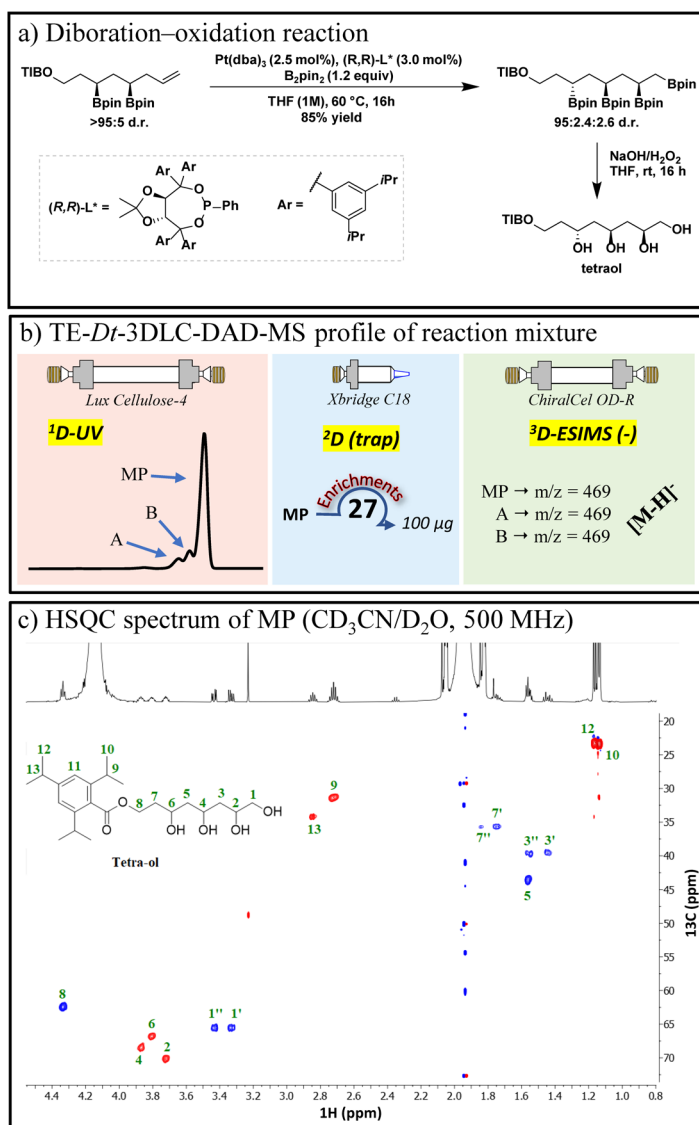 a) Diboration–oxidation reaction
Pt(dba)3 (2.5 mol%), (R,R)-L* (3.0 mol%)
B2pin2 (1.2 equiv)
THF (1M), 60 °C, 16h
85% yield
TIBO
Bpin Bpin
>95:5 d.r.
TIBO
Bpin
Bpin Bpin Bpin
95:2.4:2.6 d.r.
NaOH/H2O2
THF, rt, 16 h
(R,R)-L* =
Ar
Ar
O
O
O
O
P
Ph
Ar
Ar
Ar =
iPr
iPr
TIBO
OH
OH
OH
OH
tetraol
b) TE-Dt-3DLC-DAD-MS profile of reaction mixture
Lux Cellulose-4
1D-UV
MP
B
A
Xbridge C18
2D (trap)
Enrichments
MP
27
100 µg
ChiralCel OD-R
3D-ESIMS (-)
MP → m/z = 469
A → m/z = 469
B → m/z = 469
[M-H]-
c) HSQC spectrum of MP (CD3CN/D2O, 500 MHz)
12
10
13
11
9
8
7
6
5
4
3
2
1
O
O
OH
OH
OH
OH
Tetra-ol
12
10
9
13
7'
7''
3''
3'
5
8
6
4
2
1''
1'
20
25
30
35
40
45
50
55
60
65
70
13C (ppm)
4.4 4.2 4.0 3.8 3.6 3.4 3.2 3.0 2.8 2.6 2.4 2.2 2.0 1.8 1.6 1.4 1.2 1.0 0.8
1H (ppm)